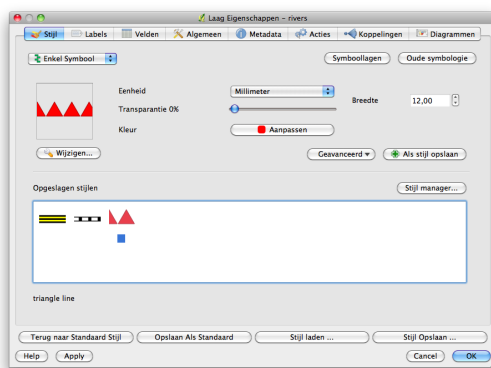 Laag Eigenschappen - rivers
Stijl Labels Velden Algemeen Metadata Acties Koppelingen Diagrammen
Enkel Symbool Symboollagen Oude symbologie
Eenheid Millimeter Breedte 12,00
Transparantie 0%
Kleur Aanpassen
Wijzigen... Geavanceerd Als stijl opslaan
Opgeslagen stijlen Stijl manager...
triangle line
Terug naar Standaard Stijl Opslaan Als Standaard Stijl laden ... Stijl Opslaan ...
Help Apply Cancel OK